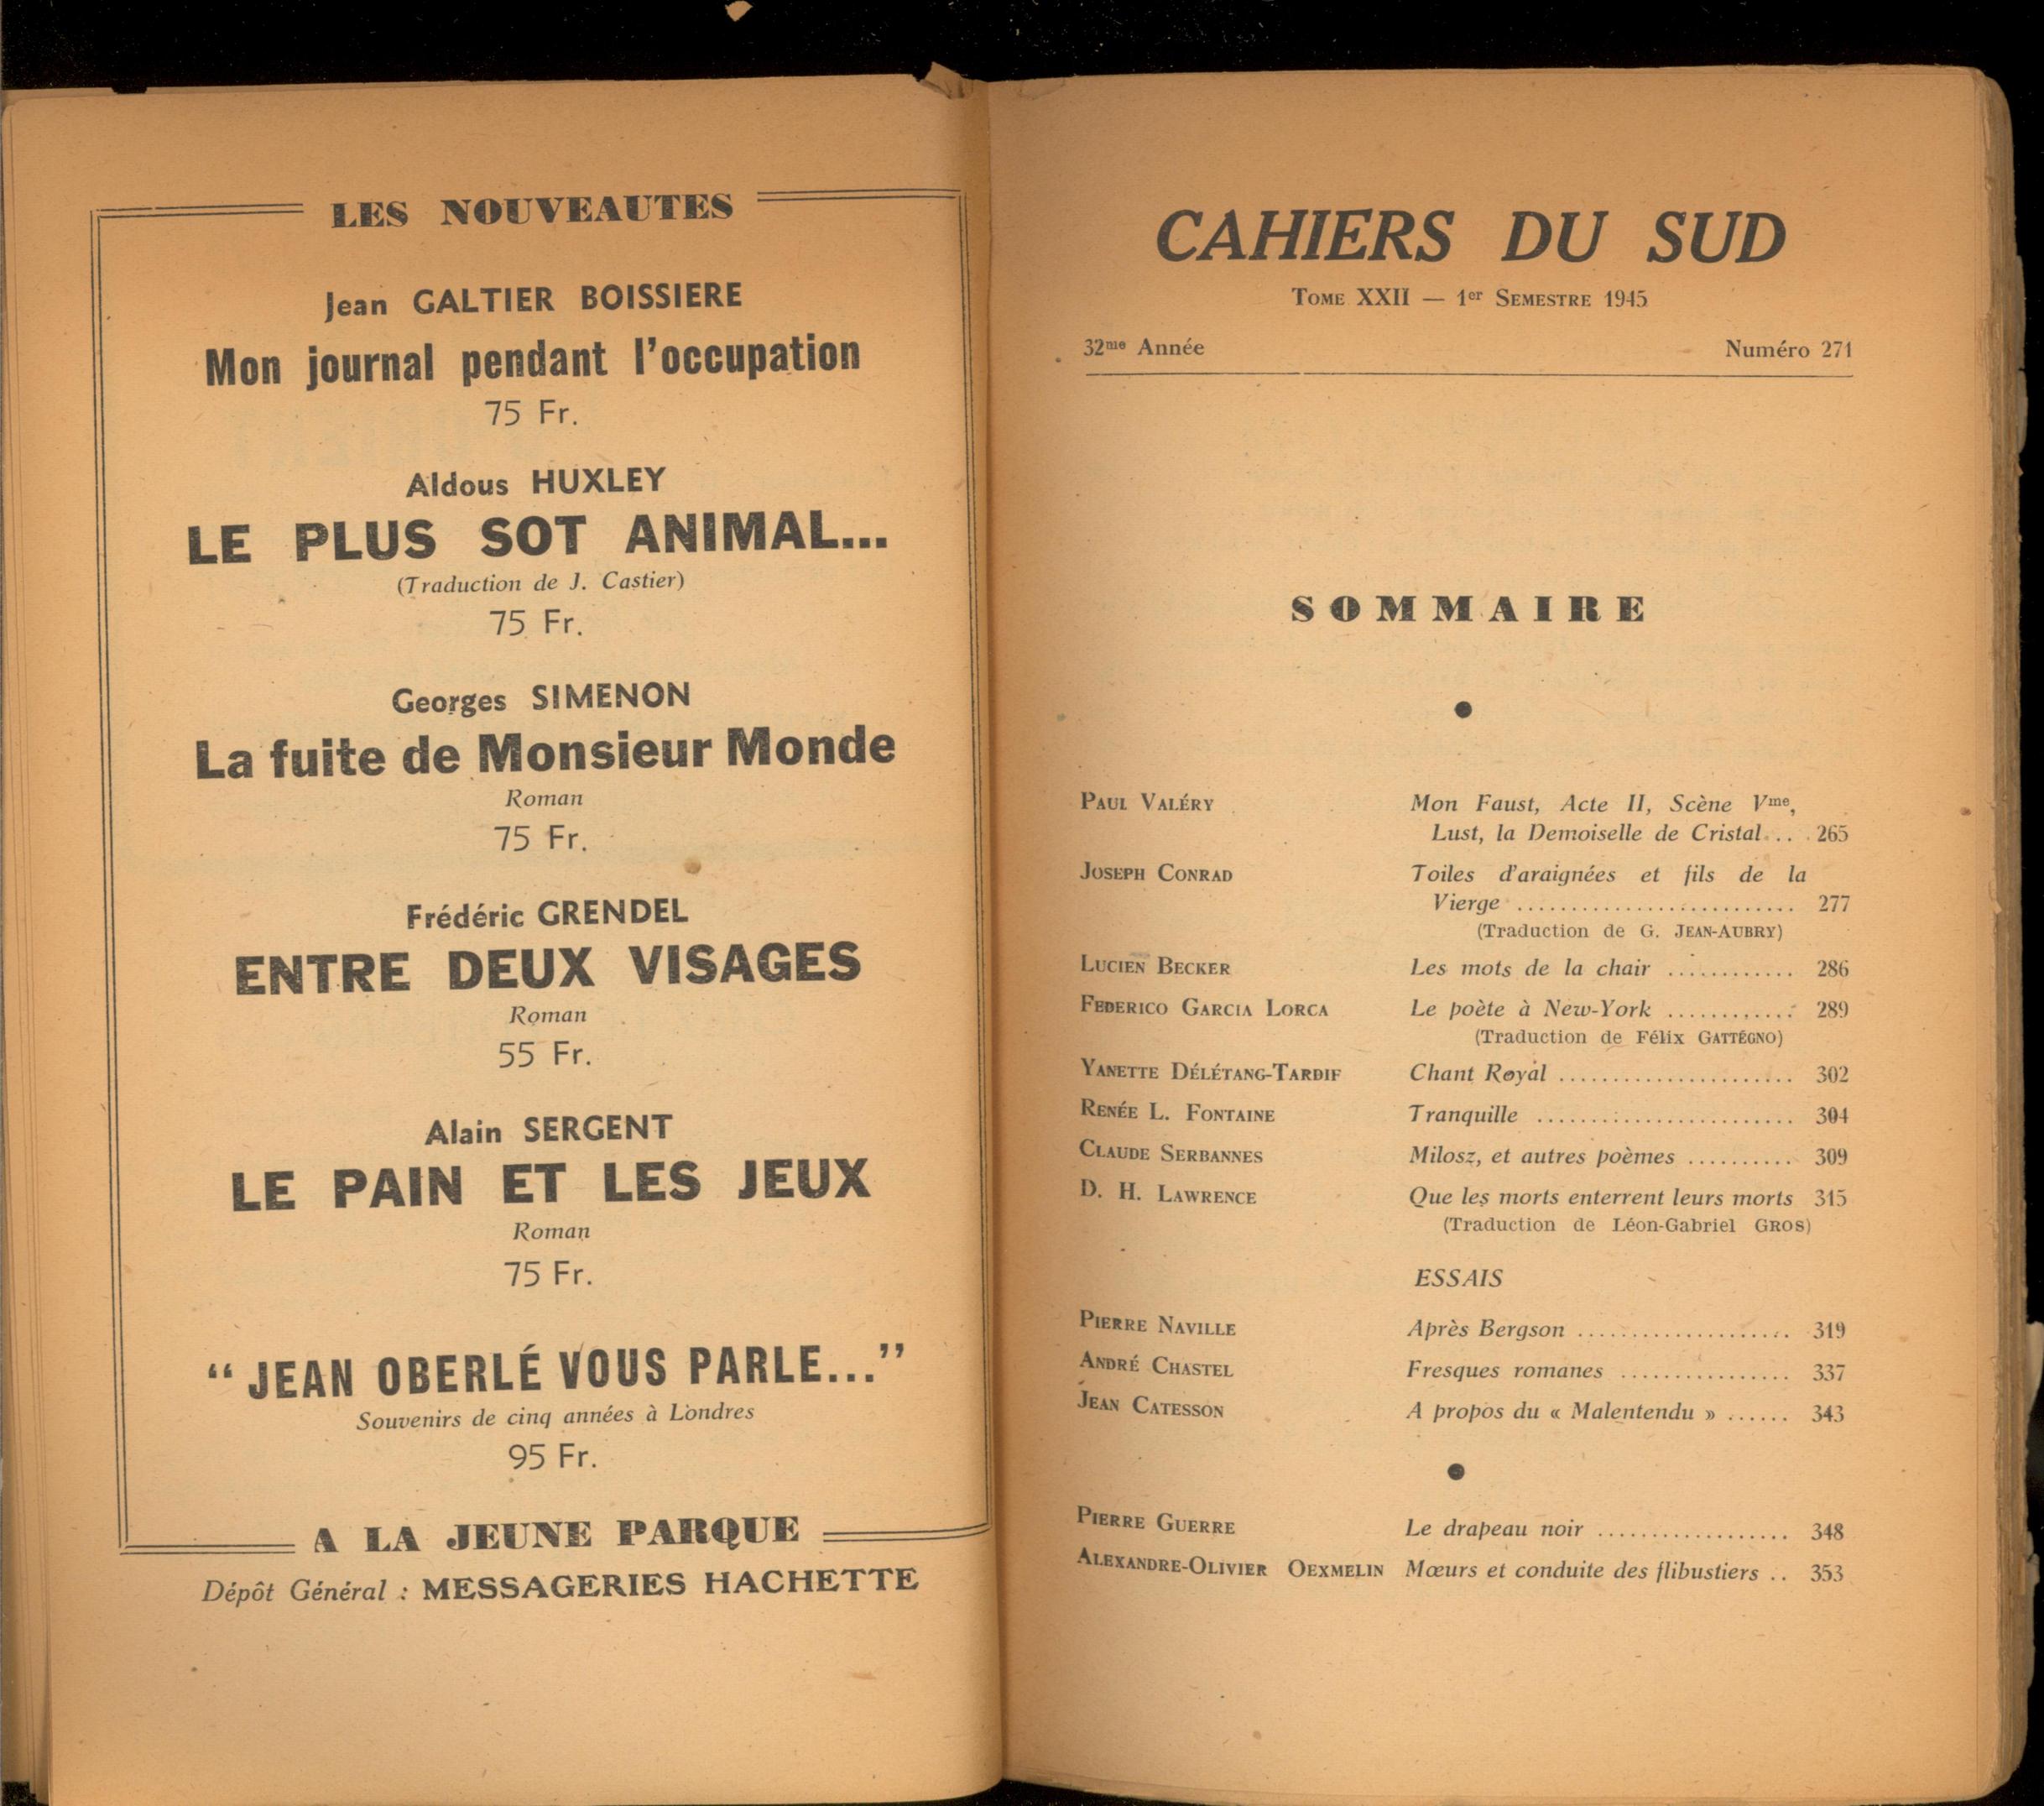 LES NOUVEAUTES
Jean GALTIER BOISSIERE
Mon journal pendant l'occupation
75 Fr.
Aldous HUXLEY
LE PLUS SOT ANIMAL...
(Traduction de J. Castier)
75 Fr.
Georges SIMENON
La fuite de Monsieur Monde
Roman
75 Fr.
Frédéric GRENDEL
ENTRE DEUX VISAGES
Roman
55 Fr.
Alain SERGENT
LE PAIN ET LES JEUX
Roman
75 Fr.
“ JEAN OBERLÉ VOUS PARLE... ”
Souvenirs de cinq années à Londres
95 Fr.
A LA JEUNE PARQUE
Dépôt Général : MESSAGERIES HACHETTE
CAHIERS DU SUD
TOME XXII — 1er SEMESTRE 1945
32me Année Numéro 271
SOMMAIRE
PAUL VALÉRY Mon Faust, Acte II, Scène Vme,
Lust, la Demoiselle de Cristal... 265
JOSEPH CONRAD Toiles d'araignées et fils de la
Vierge .......................... 277
(Traduction de G. JEAN-AUBRY)
LUCIEN BECKER Les mots de la chair ............ 286
FEDERICO GARCIA LORCA Le poète à New-York ............ 289
(Traduction de Félix GATTÉGNO)
YANETTE DÉLÉTANG-TARDIF Chant Royal ...................... 302
RENÉE L. FONTAINE Tranquille ........................ 304
CLAUDE SERBANNES Milosz, et autres poèmes .......... 309
D. H. LAWRENCE Que les morts enterrent leurs morts 315
(Traduction de Léon-Gabriel GROS)
ESSAIS
PIERRE NAVILLE Après Bergson .................... 319
ANDRÉ CHASTEL Fresques romanes ................ 337
JEAN CATESSON A propos du « Malentendu » ...... 343
PIERRE GUERRE Le drapeau noir .................. 348
ALEXANDRE-OLIVIER OEXMELIN Mœurs et conduite des flibustiers .. 353